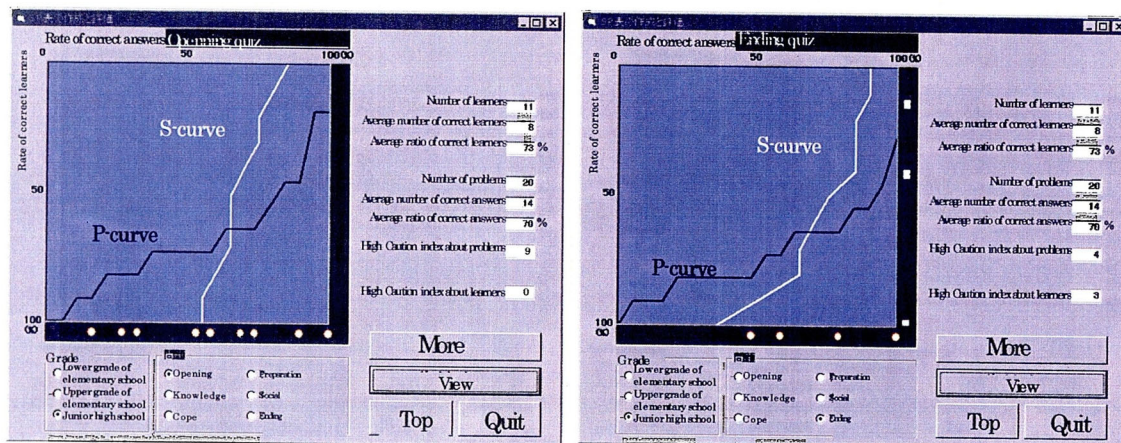 Rate of correct answers Openning quiz
0 50 100 00
Rate of correct learners
50
100
S-curve
P-curve
Number of learners 11
Average number of correct learners 8
Average ratio of correct learners 73 %
Number of problems 20
Average number of correct answers 14
Average ratio of correct answers 70 %
High Caution index about problems 9
High Caution index about learners 0
More
View
Top Quit
Grade
Lower grade of
elementary school
Upper grade of
elementary school
Junior high school
Opening Preparation
Knowledge Social
Cope Ending
Rate of correct answers Ending quiz
0 50 100 00
Rate of correct learners
50
100
S-curve
P-curve
Number of learners 11
Average number of correct learners 8
Average ratio of correct learners 73 %
Number of problems 20
Average number of correct answers 14
Average ratio of correct answers 70 %
High Caution index about problems 4
High Caution index about learners 3
More
View
Top Quit
Grade
Lower grade of
elementary school
Upper grade of
elementary school
Junior high school
Opening Preparation
Knowledge Social
Cope Ending